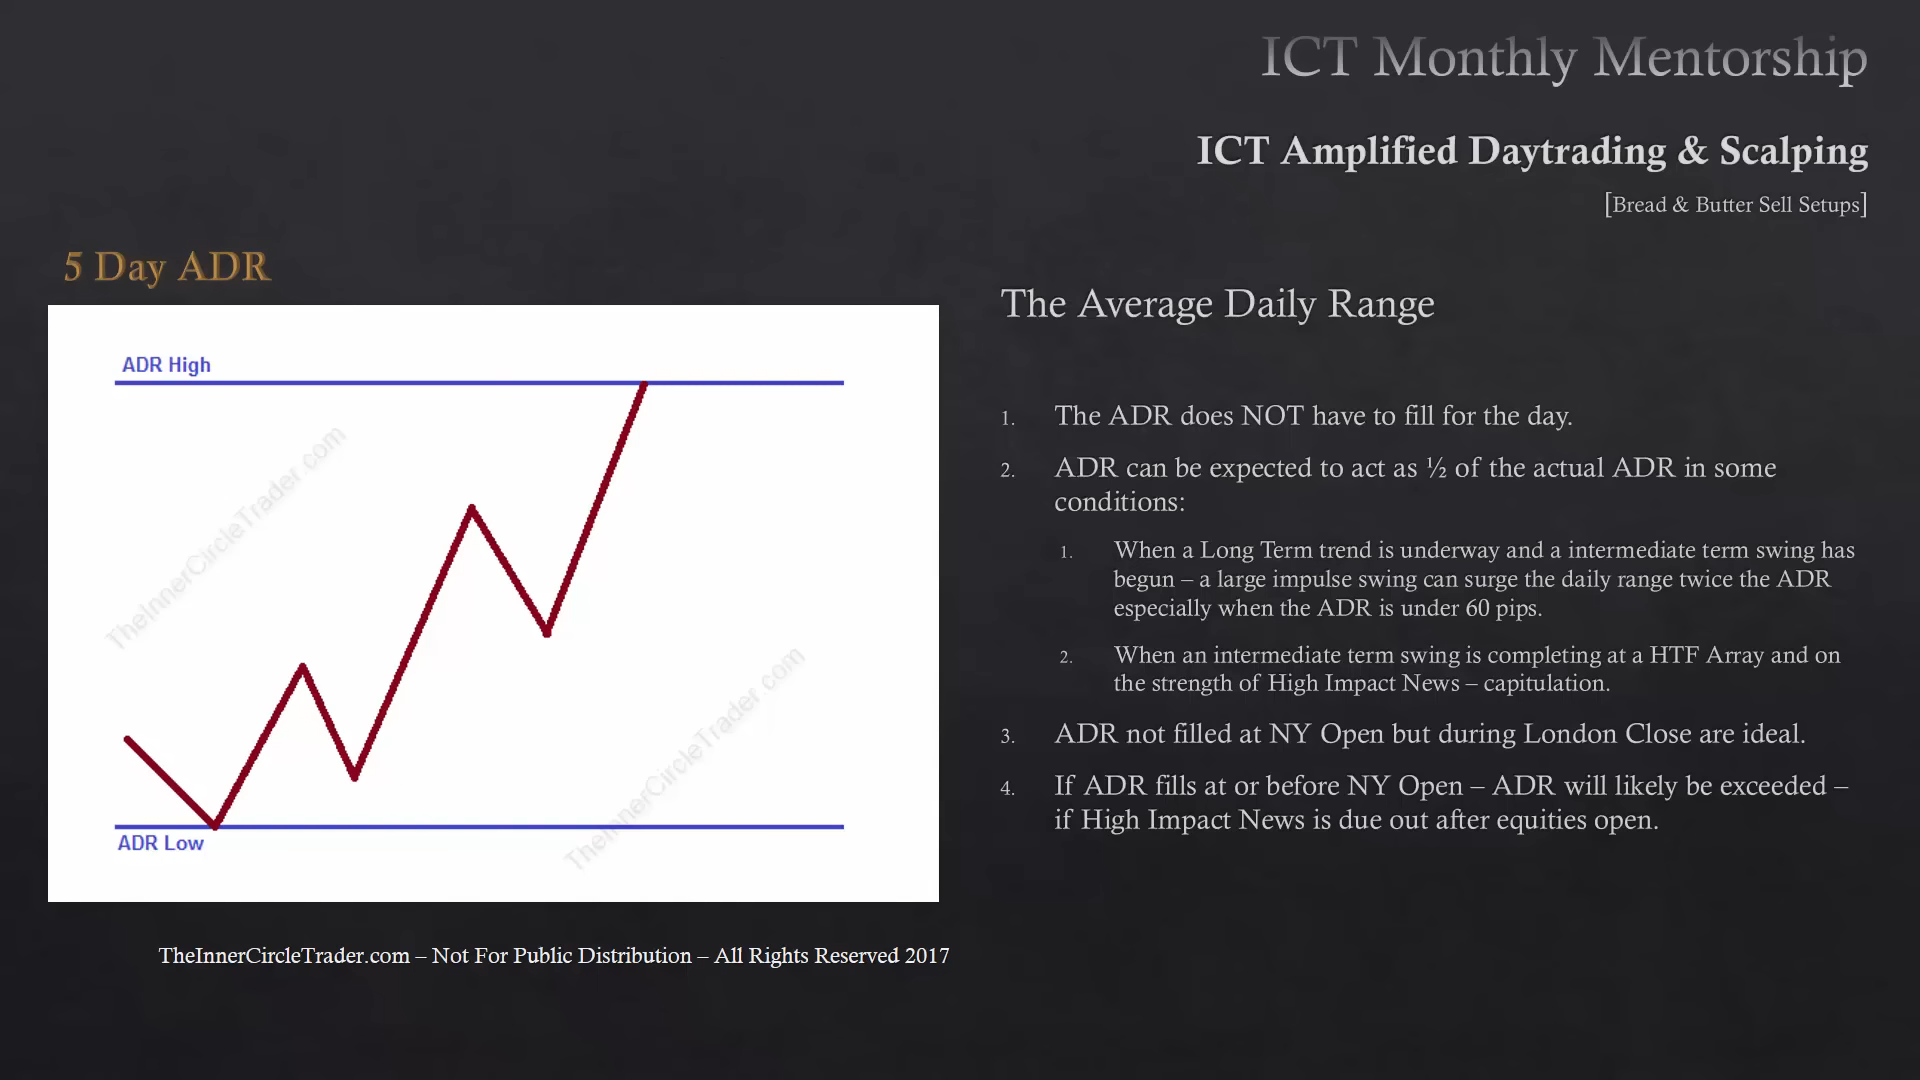 ICT Monthly Mentorship
ICT Amplified Daytrading & Scalping
[Bread & Butter Sell Setups]
5 Day ADR
ADR High
TheInnerCircleTrader.com
TheInnerCircleTrader.com
ADR Low
The Average Daily Range
1. The ADR does NOT have to fill for the day.
2. ADR can be expected to act as ½ of the actual ADR in some
conditions:
1. When a Long Term trend is underway and a intermediate term swing has
begun – a large impulse swing can surge the daily range twice the ADR
especially when the ADR is under 60 pips.
2. When an intermediate term swing is completing at a HTF Array and on
the strength of High Impact News – capitulation.
3. ADR not filled at NY Open but during London Close are ideal.
4. If ADR fills at or before NY Open – ADR will likely be exceeded –
if High Impact News is due out after equities open.
TheInnerCircleTrader.com – Not For Public Distribution – All Rights Reserved 2017